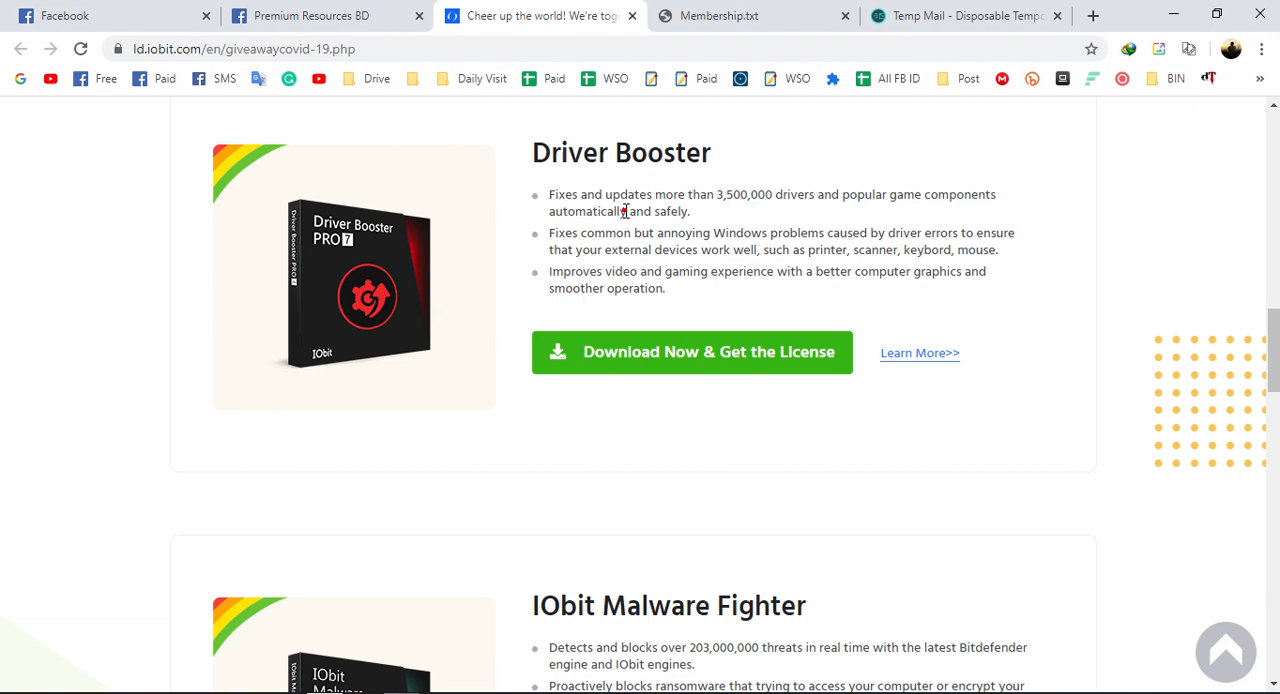 Facebook
Premium Resources BD
Cheer up the world! We're tog
Membership.txt
Temp Mail - Disposable Tempo
ld.iobit.com/en/giveawaycovid-19.php
Free
Paid
SMS
Drive
Daily Visit
Paid
WSO
Paid
WSO
All FB ID
Post
BIN
Driver Booster
PRO 7
Driver Booster PRO 7
IObit
Driver Booster
Fixes and updates more than 3,500,000 drivers and popular game components
automatically and safely.
Fixes common but annoying Windows problems caused by driver errors to ensure
that your external devices work well, such as printer, scanner, keybord, mouse.
Improves video and gaming experience with a better computer graphics and
smoother operation.
Download Now & Get the License
Learn More>>
IObit
Malware
IObit Malware Fighter
Detects and blocks over 203,000,000 threats in real time with the latest Bitdefender
engine and IObit engines.
Proactively blocks ransomware that trying to access your computer or encrypt your